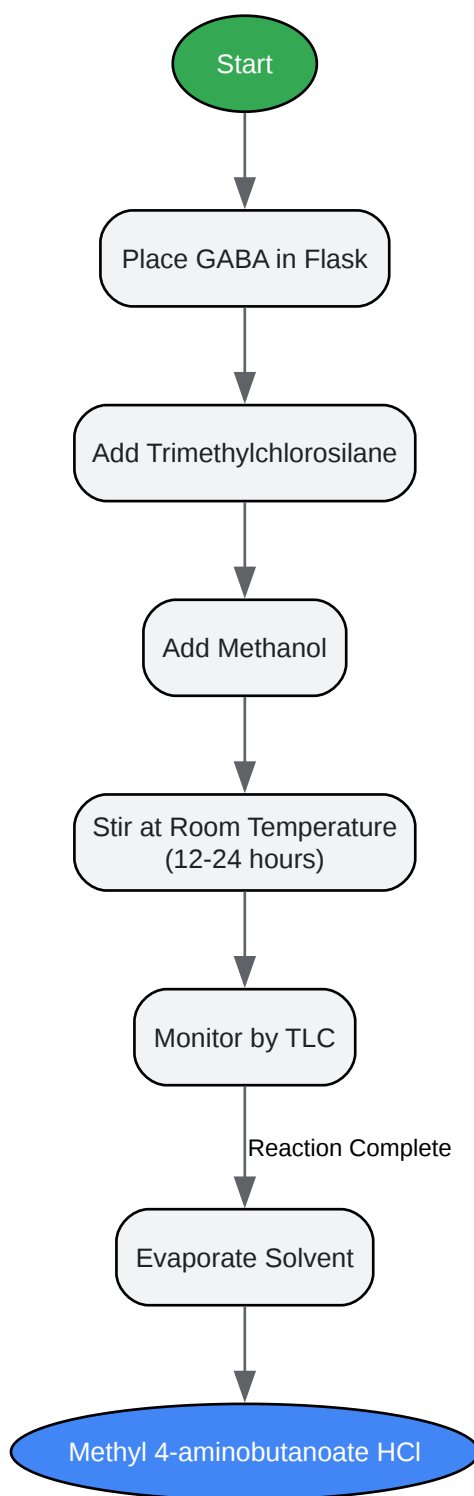 Start
Place GABA in Flask
Add Trimethylchlorosilane
Add Methanol
Stir at Room Temperature
(12-24 hours)
Monitor by TLC
Reaction Complete
Evaporate Solvent
Methyl 4-aminobutanoate HCl